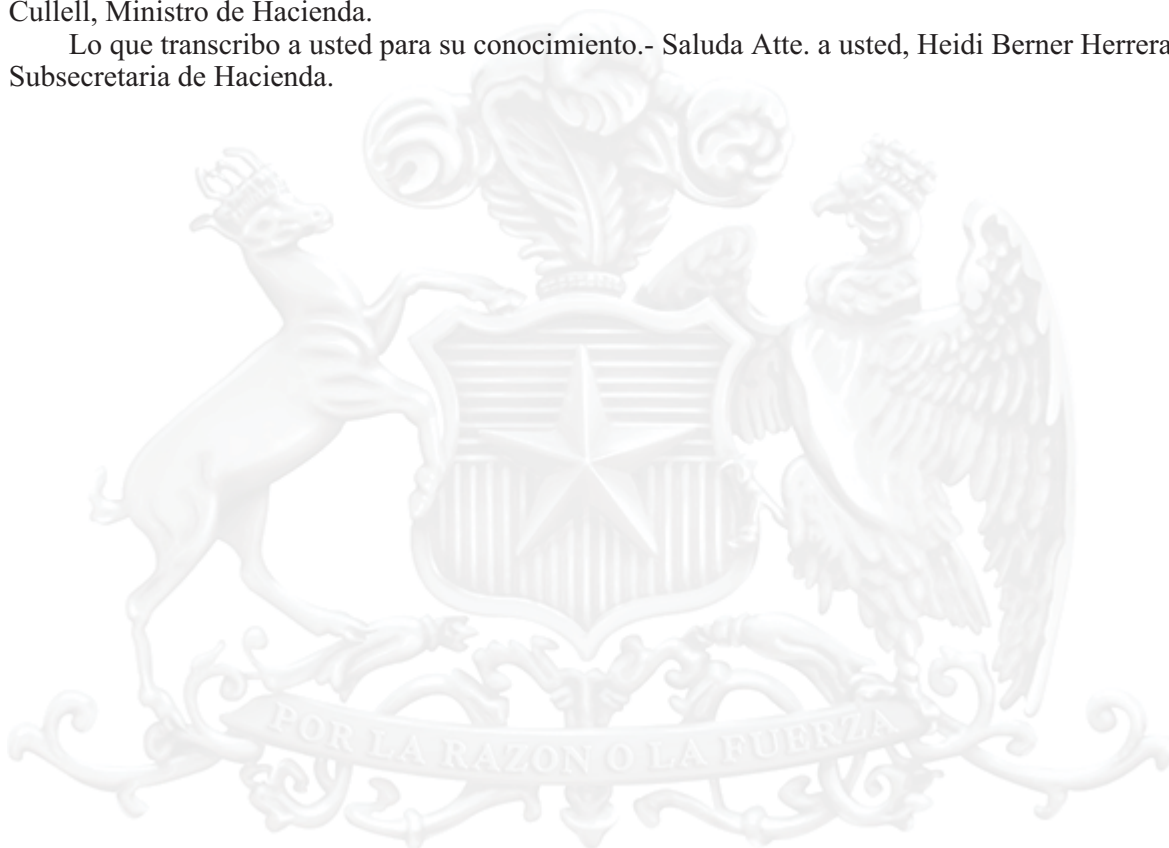 Cullell, Ministro de Hacienda.
Lo que transcribo a usted para su conocimiento.- Saluda Atte. a usted, Heidi Berner Herrera
Subsecretaria de Hacienda.
POR LA RAZON O LA FUERZA